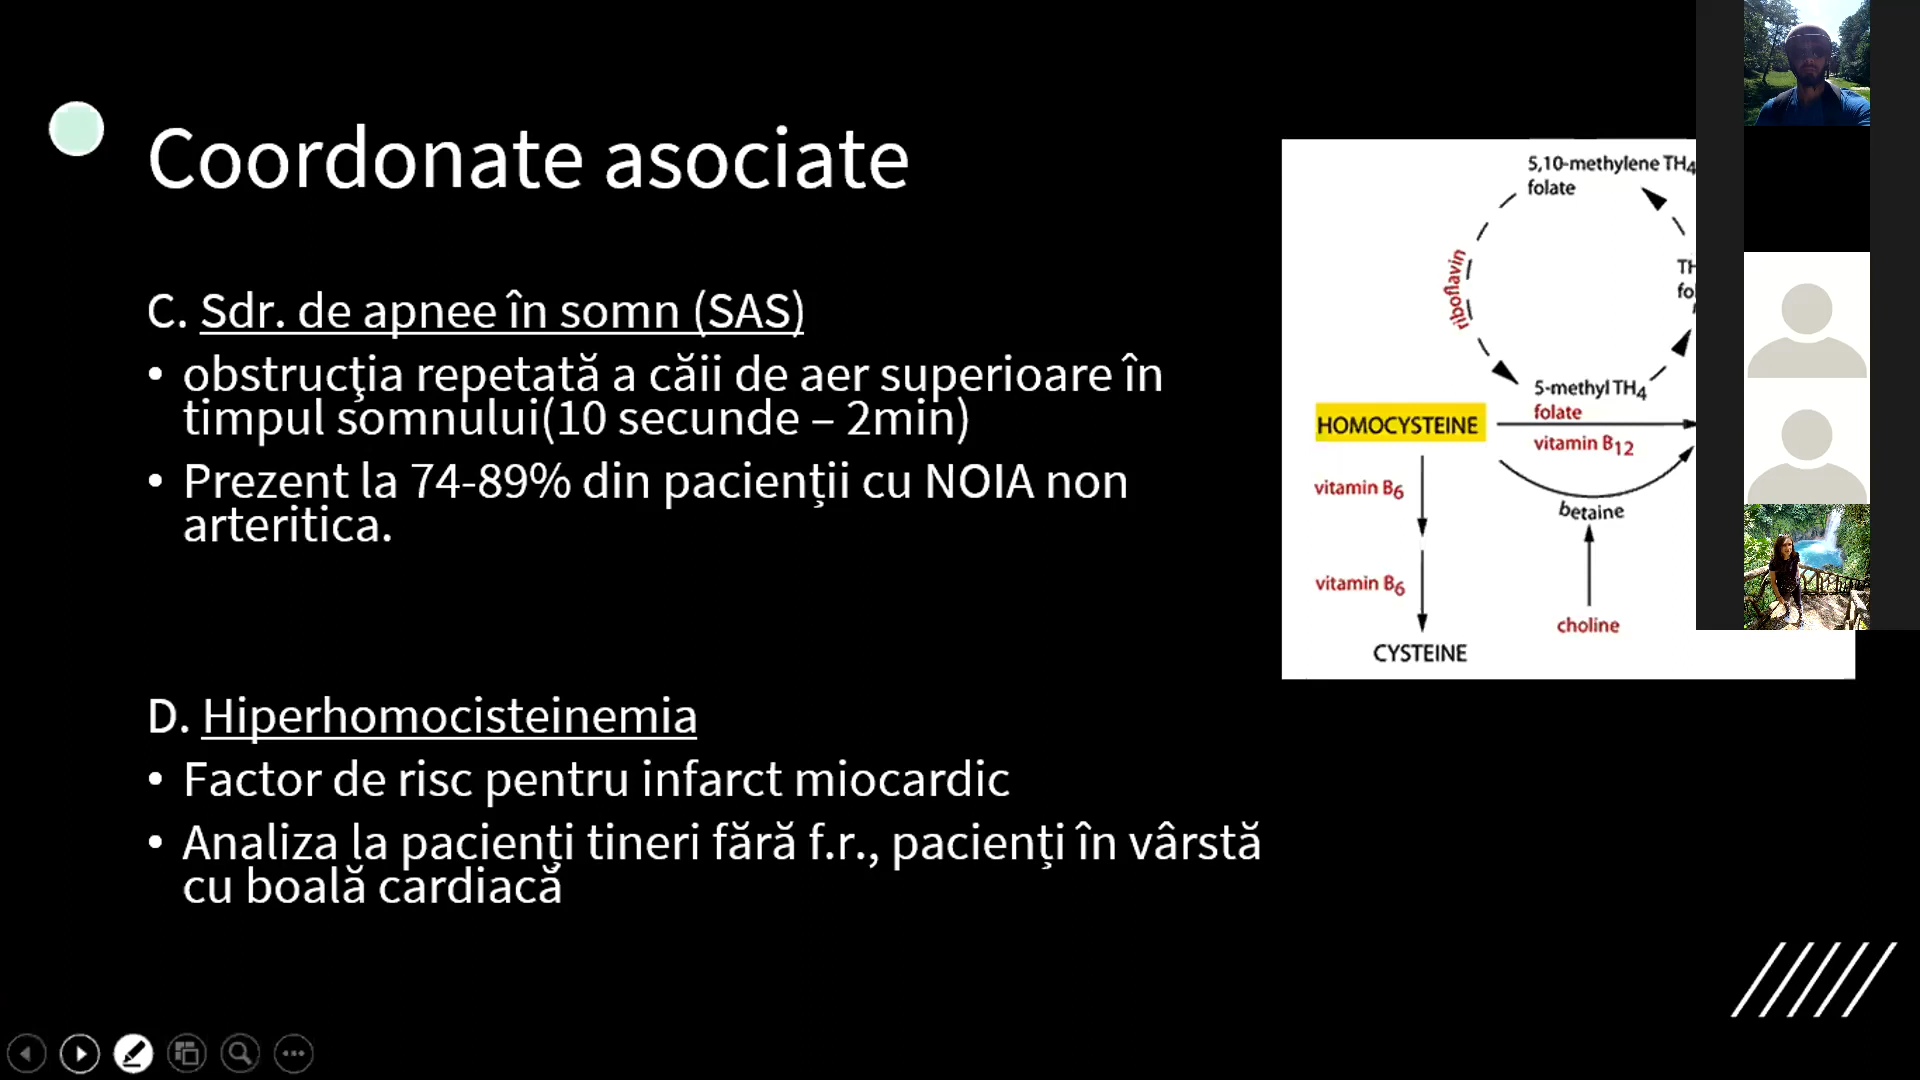 Coordonate asociate
C. Sdr. de apnee în somn (SAS)
• obstrucţia repetată a căii de aer superioare în
timpul somnului(10 secunde – 2min)
• Prezent la 74-89% din pacienții cu NOIA non
arteritica.
D. Hiperhomocisteinemia
• Factor de risc pentru infarct miocardic
• Analiza la pacienți tineri fără f.r., pacienți în vârstă
cu boală cardiacă
5,10-methylene TH4
folate
riboflavin
5-methyl TH4
folate
HOMOCYSTEINE
vitamin B12
vitamin B6
betaine
vitamin B6
choline
CYSTEINE